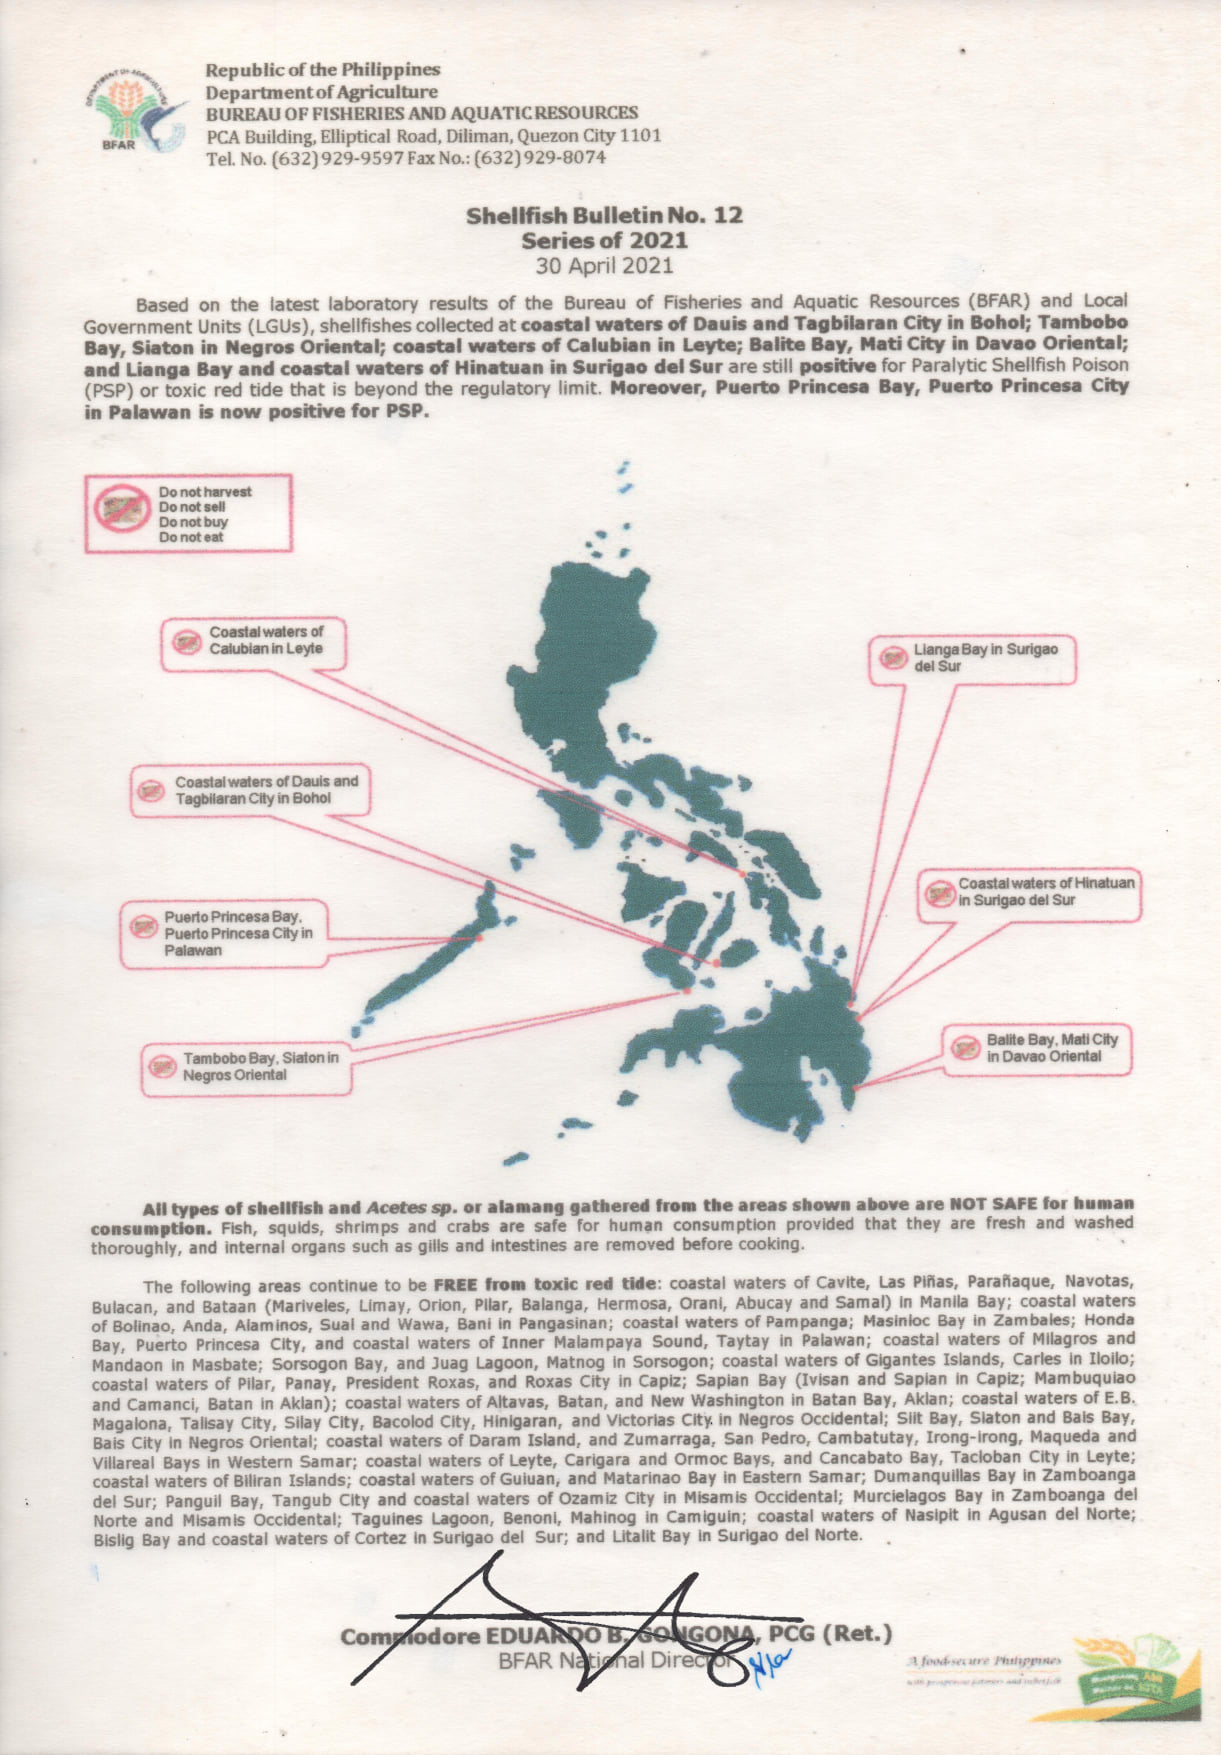 Republic of the Philippines
Department of Agriculture
BUREAU OF FISHERIES AND AQUATIC RESOURCES
PCA Building, Elliptical Road, Diliman, Quezon City 1101
Tel. No. (632) 929-9597 Fax No.: (632) 929-8074
DEPARTMENT OF AGRICULTURE
BFAR
Shellfish Bulletin No. 12
Series of 2021
30 April 2021
Based on the latest laboratory results of the Bureau of Fisheries and Aquatic Resources (BFAR) and Local
Government Units (LGUs), shellfishes collected at coastal waters of Dauis and Tagbilaran City in Bohol; Tambobo
Bay, Siaton in Negros Oriental; coastal waters of Calubian in Leyte; Balite Bay, Mati City in Davao Oriental;
and Lianga Bay and coastal waters of Hinatuan in Surigao del Sur are still positive for Paralytic Shellfish Poison
(PSP) or toxic red tide that is beyond the regulatory limit. Moreover, Puerto Princesa Bay, Puerto Princesa City
in Palawan is now positive for PSP.
Do not harvest
Do not sell
Do not buy
Do not eat
Coastal waters of
Calubian in Leyte
Lianga Bay in Surigao
del Sur
Coastal waters of Dauis and
Tagbilaran City in Bohol
Coastal waters of Hinatuan
in Surigao del Sur
Puerto Princesa Bay,
Puerto Princesa City in
Palawan
Balite Bay, Mati City
in Davao Oriental
Tambobo Bay, Siaton in
Negros Oriental
All types of shellfish and Acetes sp. or alamang gathered from the areas shown above are NOT SAFE for human
consumption. Fish, squids, shrimps and crabs are safe for human consumption provided that they are fresh and washed
thoroughly, and internal organs such as gills and intestines are removed before cooking.
The following areas continue to be FREE from toxic red tide: coastal waters of Cavite, Las Piñas, Parañaque, Navotas,
Bulacan, and Bataan (Mariveles, Limay, Orion, Pilar, Balanga, Hermosa, Orani, Abucay and Samal) in Manila Bay; coastal waters
of Bolinao, Anda, Alaminos, Sual and Wawa, Bani in Pangasinan; coastal waters of Pampanga; Masinloc Bay in Zambales; Honda
Bay, Puerto Princesa City, and coastal waters of Inner Malampaya Sound, Taytay in Palawan; coastal waters of Milagros and
Mandaon in Masbate; Sorsogon Bay, and Juag Lagoon, Matnog in Sorsogon; coastal waters of Gigantes Islands, Carles in Iloilo;
coastal waters of Pilar, Panay, President Roxas, and Roxas City in Capiz; Sapian Bay (Ivisan and Sapian in Capiz; Mambuquiao
and Camanci, Batan in Aklan); coastal waters of Altavas, Batan, and New Washington in Batan Bay, Aklan; coastal waters of E.B.
Magalona, Talisay City, Silay City, Bacolod City, Hinigaran, and Victorias City in Negros Occidental; Siit Bay, Siaton and Bais Bay,
Bais City in Negros Oriental; coastal waters of Daram Island, and Zumarraga, San Pedro, Cambatutay, Irong-irong, Maqueda and
Villareal Bays in Western Samar; coastal waters of Leyte, Carigara and Ormoc Bays, and Cancabato Bay, Tacloban City in Leyte;
coastal waters of Biliran Islands; coastal waters of Guiuan, and Matarinao Bay in Eastern Samar; Dumanquillas Bay in Zamboanga
del Sur; Panguil Bay, Tangub City and coastal waters of Ozamiz City in Misamis Occidental; Murcielagos Bay in Zamboanga del
Norte and Misamis Occidental; Taguines Lagoon, Benoni, Mahinog in Camiguin; coastal waters of Nasipit in Agusan del Norte;
Bislig Bay and coastal waters of Cortez in Surigao del Sur; and Litalit Bay in Surigao del Norte.
Commodore EDUARDO B. GONGONA, PCG (Ret.)
BFAR National Director
A food-secure Philippines
with prosperous farmers and fisherfolk